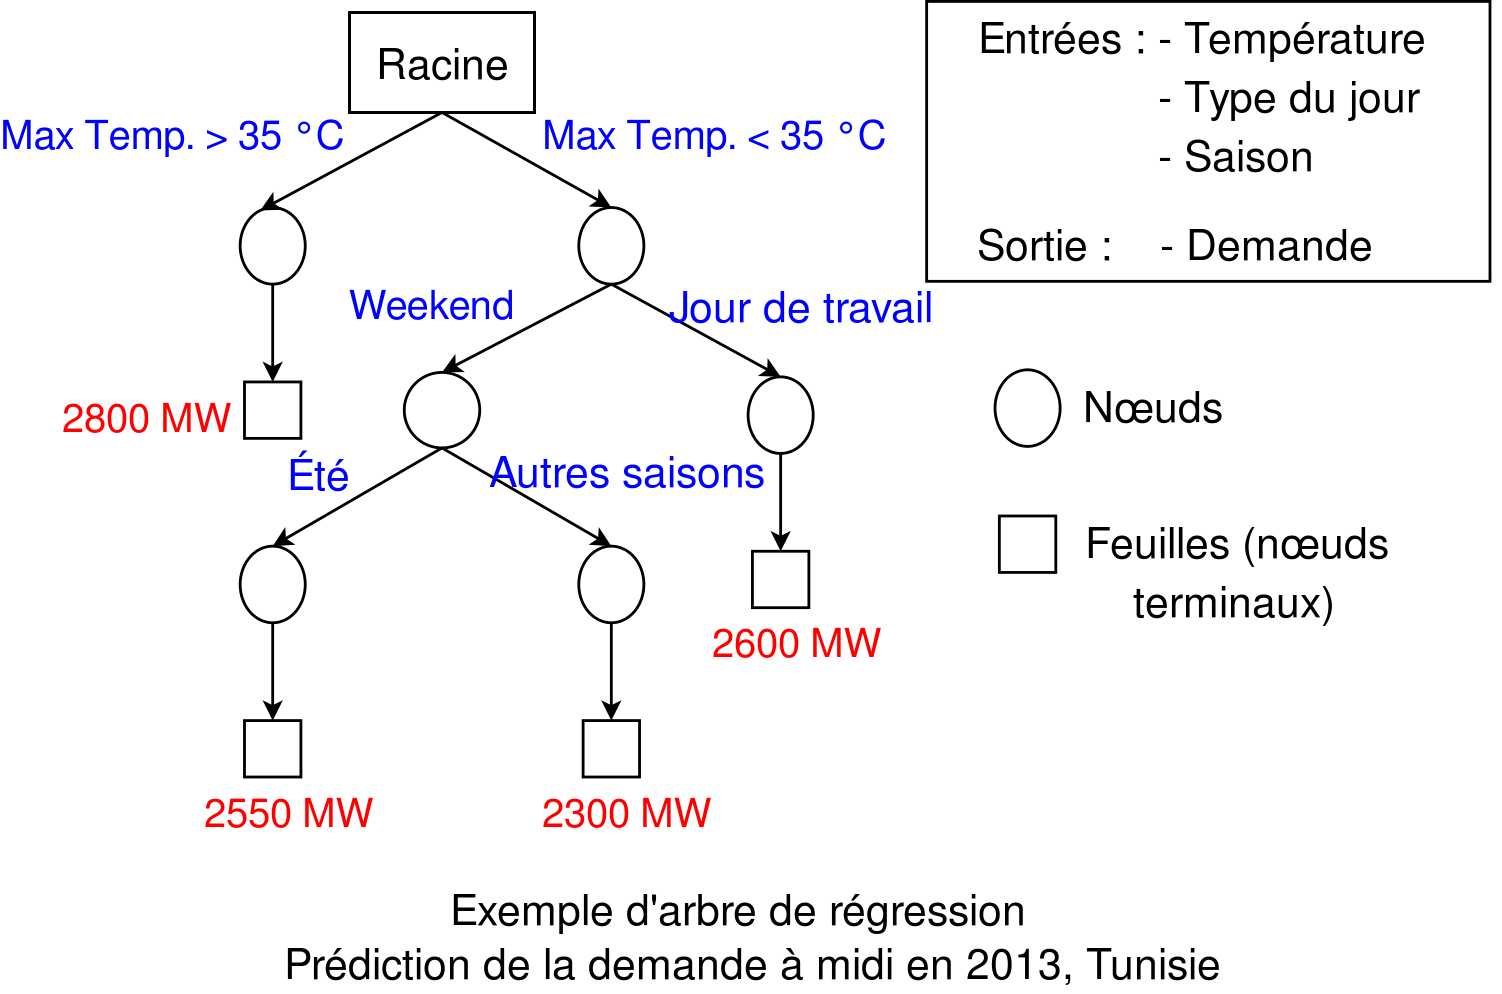 Racine
Entrées : - Température
- Type du jour
- Saison
Sortie : - Demande
Max Temp. > 35 °C
Max Temp. < 35 °C
Weekend
Jour de travail
2800 MW
Nœuds
Été
Autres saisons
Feuilles (nœuds
terminaux)
2600 MW
2550 MW
2300 MW
Exemple d'arbre de régression
Prédiction de la demande à midi en 2013, Tunisie